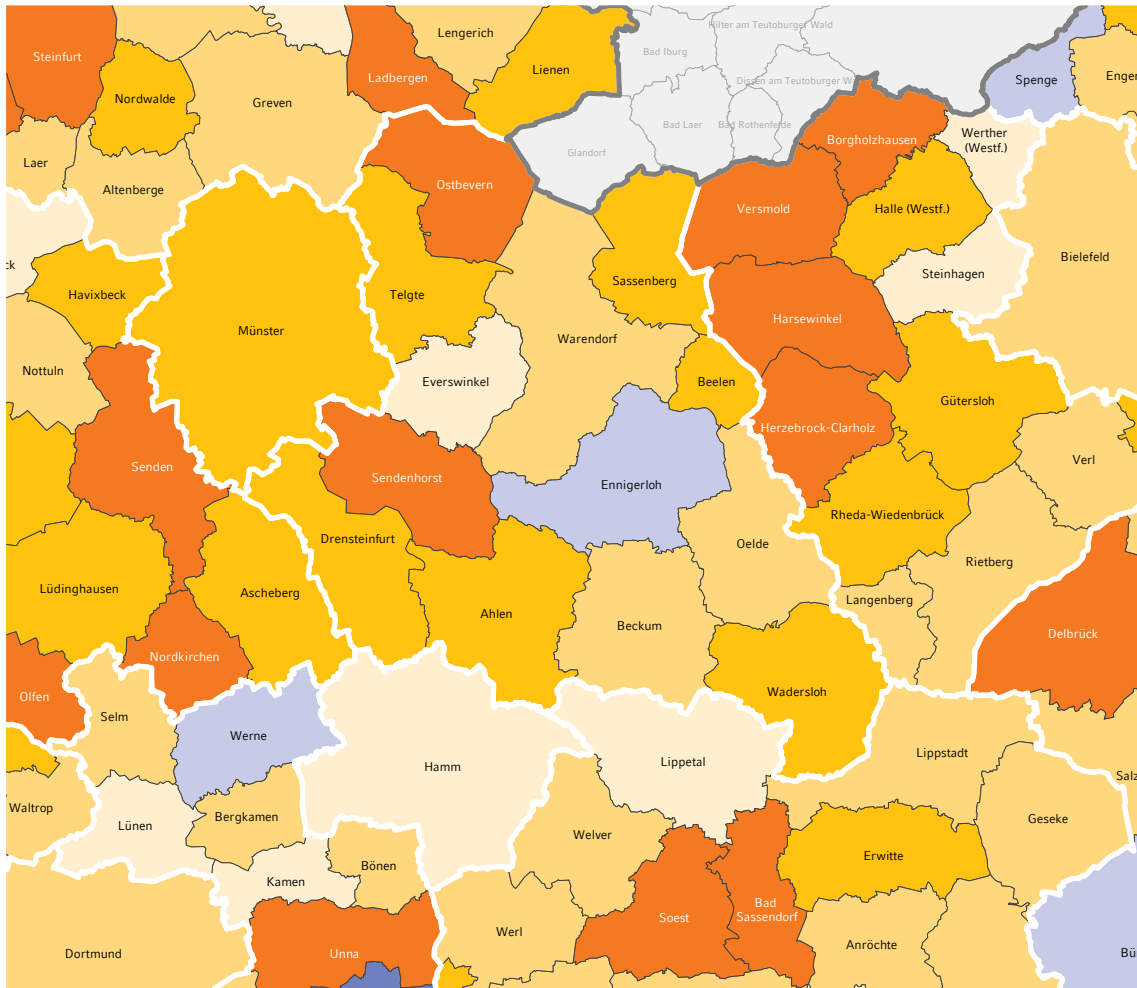 Lengerich
Hilter am Teutoburger Wald
Bad Iburg
Steinfurt
Lienen
Ladbergen
Dissen am Teutoburger W
Spenge
Enger
Nordwalde
Greven
Bad Laer
Bad Rothenfelde
Borgholzhausen
Werther
(Westf.)
Glandorf
Laer
Altenberge
Ostbevern
Versmold
Halle (Westf.)
Bielefeld
ck
Steinhagen
Havixbeck
Telgte
Sassenberg
Münster
Harsewinkel
Warendorf
Nottuln
Everswinkel
Beelen
Gütersloh
Herzebrock-Clarholz
Verl
Senden
Sendenhorst
Ennigerloh
Rheda-Wiedenbrück
Drensteinfurt
Oelde
Rietberg
Lüdinghausen
Ascheberg
Langenberg
Ahlen
Beckum
Delbrück
Nordkirchen
Olfen
Wadersloh
Selm
Werne
Lippstadt
Hamm
Lippetal
Salz
Waltrop
Bergkamen
Geseke
Lünen
Welver
Erwitte
Bönen
Kamen
Bad
Sassendorf
Soest
Werl
Anröchte
Dortmund
Unna
Bü